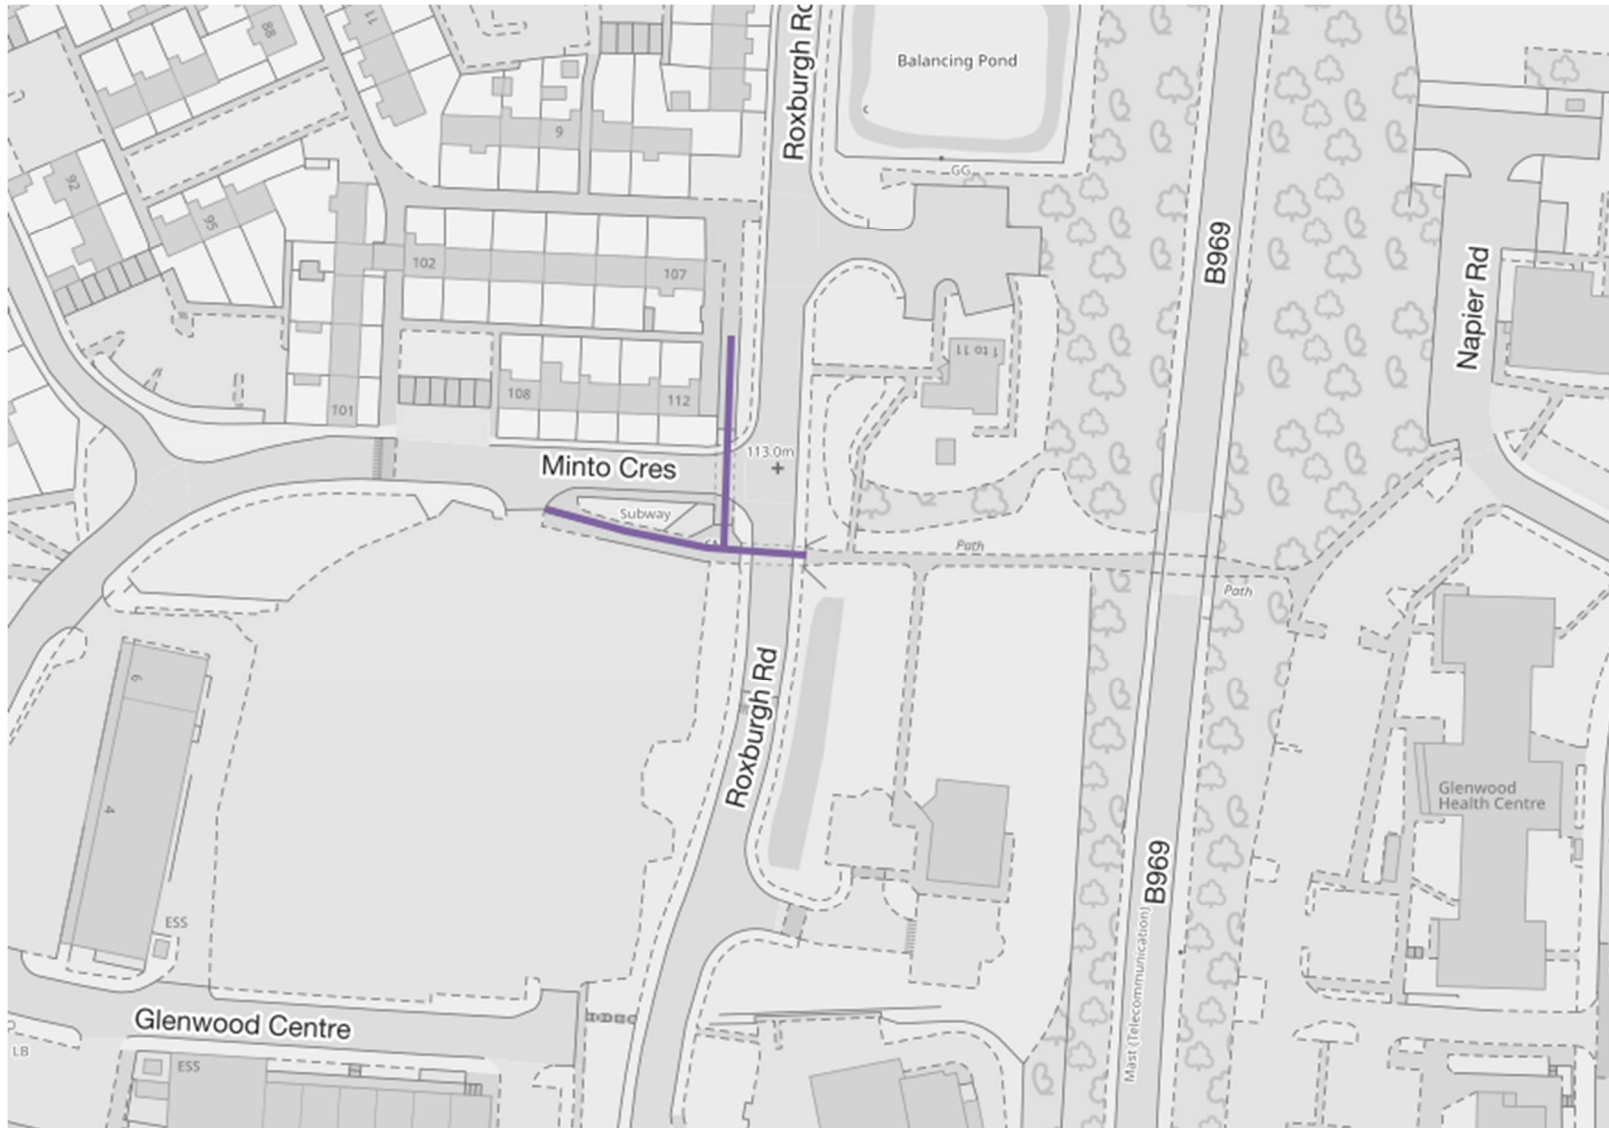 88
11
Roxburgh Ro
Balancing Pond
9
GG
92
95
102
107
B969
Napier Rd
1 to 11
101
108
112
113.0m
Minto Cres
Subway
Path
Path
6
4
Roxburgh Rd
Glenwood
Health Centre
B969
Mast (Telecommunication)
ESS
Glenwood Centre
LB
ESS